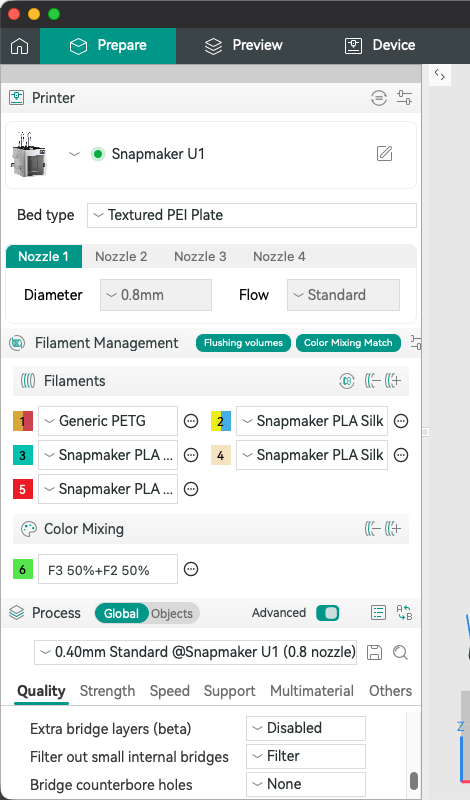 Prepare Preview Device
Printer
Snapmaker U1
Bed type Textured PEI Plate
Nozzle 1 Nozzle 2 Nozzle 3 Nozzle 4
Diameter 0.8mm Flow Standard
Filament Management Flushing volumes Color Mixing Match
Filaments
1 Generic PETG 2 Snapmaker PLA Silk
3 Snapmaker PLA ... 4 Snapmaker PLA Silk
5 Snapmaker PLA ...
Color Mixing
6 F3 50%+F2 50%
Process Global Objects Advanced
0.40mm Standard @Snapmaker U1 (0.8 nozzle)
Quality Strength Speed Support Multimaterial Others
Extra bridge layers (beta) Disabled
Filter out small internal bridges Filter
Bridge counterbore holes None
Z